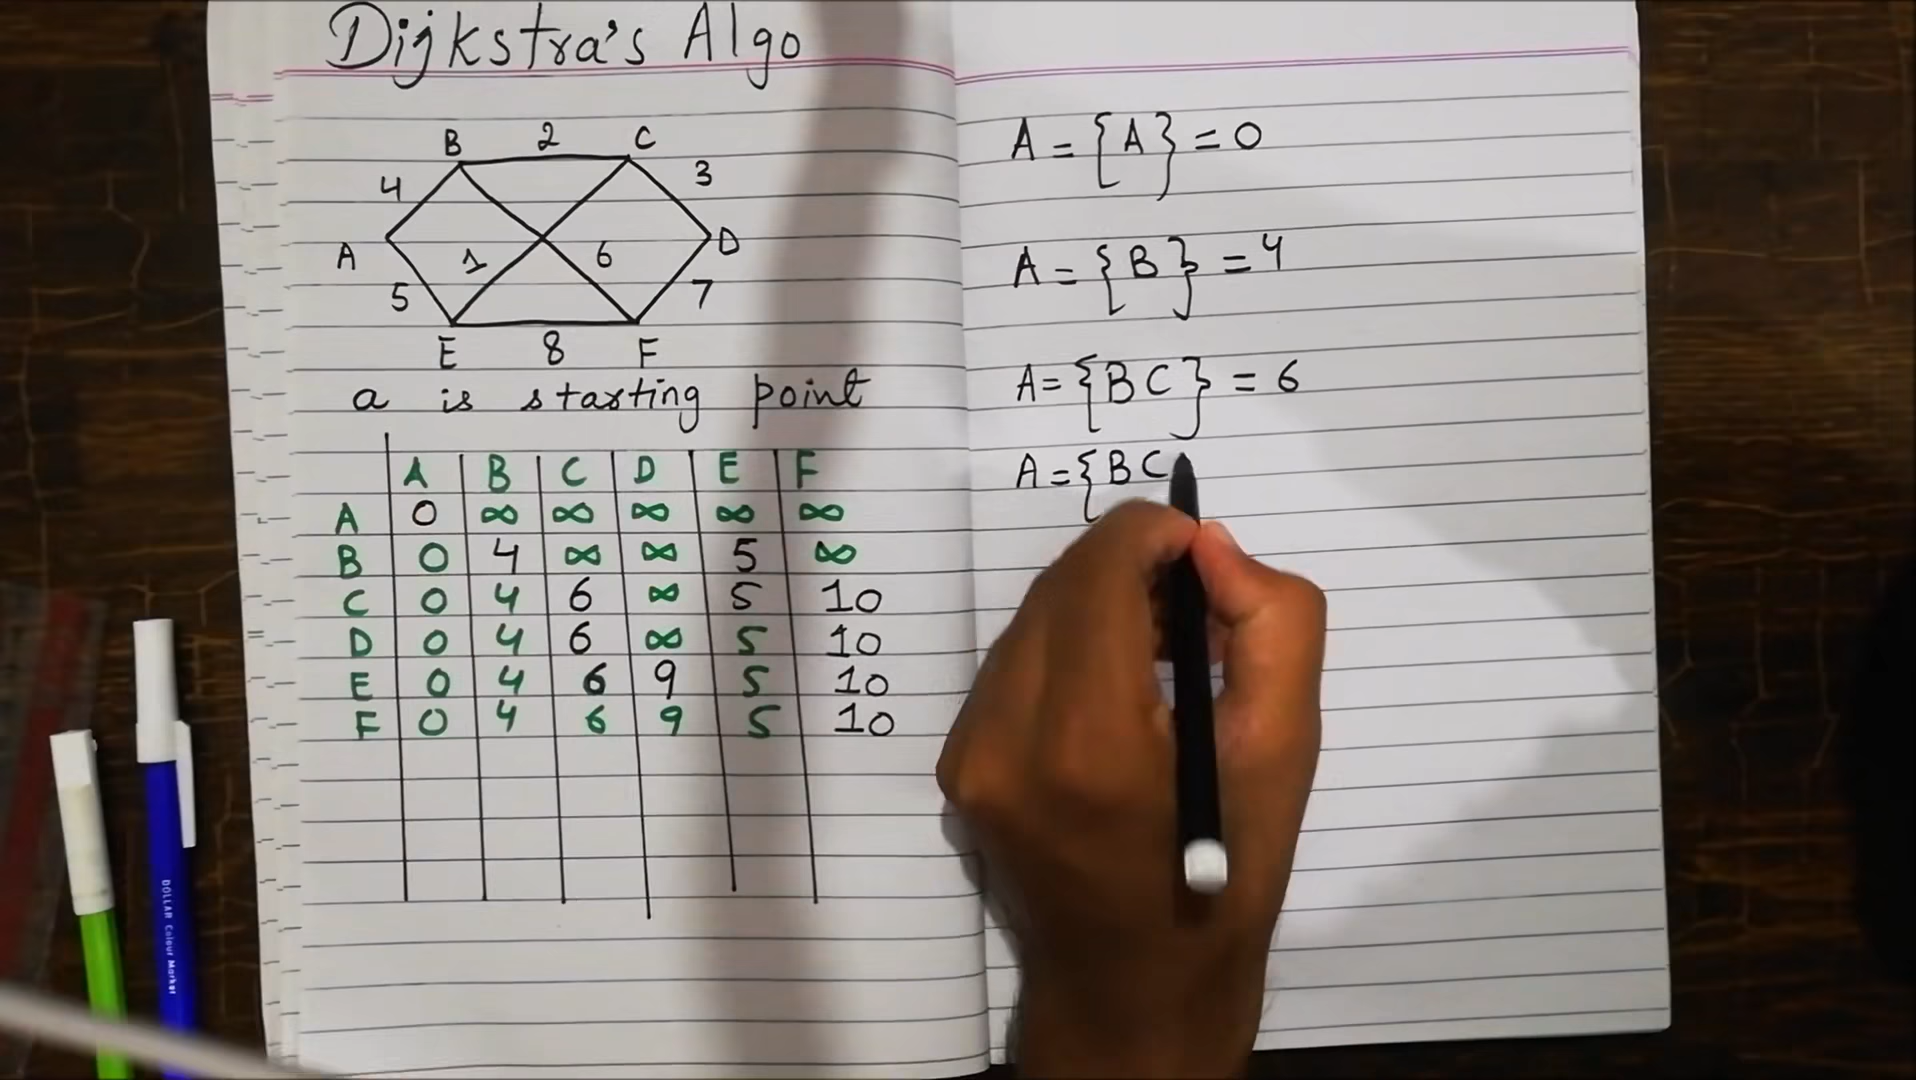 Dijkstra's Algo
B 2 C
4 3
A 1 6 D
5 7
E 8 F
a is starting point
A B C D E F
A 0 ∞ ∞ ∞ ∞ ∞
B 0 4 ∞ ∞ 5 ∞
C 0 4 6 ∞ 5 10
D 0 4 6 ∞ 5 10
E 0 4 6 9 5 10
F 0 4 6 9 5 10
A = {A} = 0
A = {B} = 4
A = {BC} = 6
A = {BC
DOLLAR Colour Marker